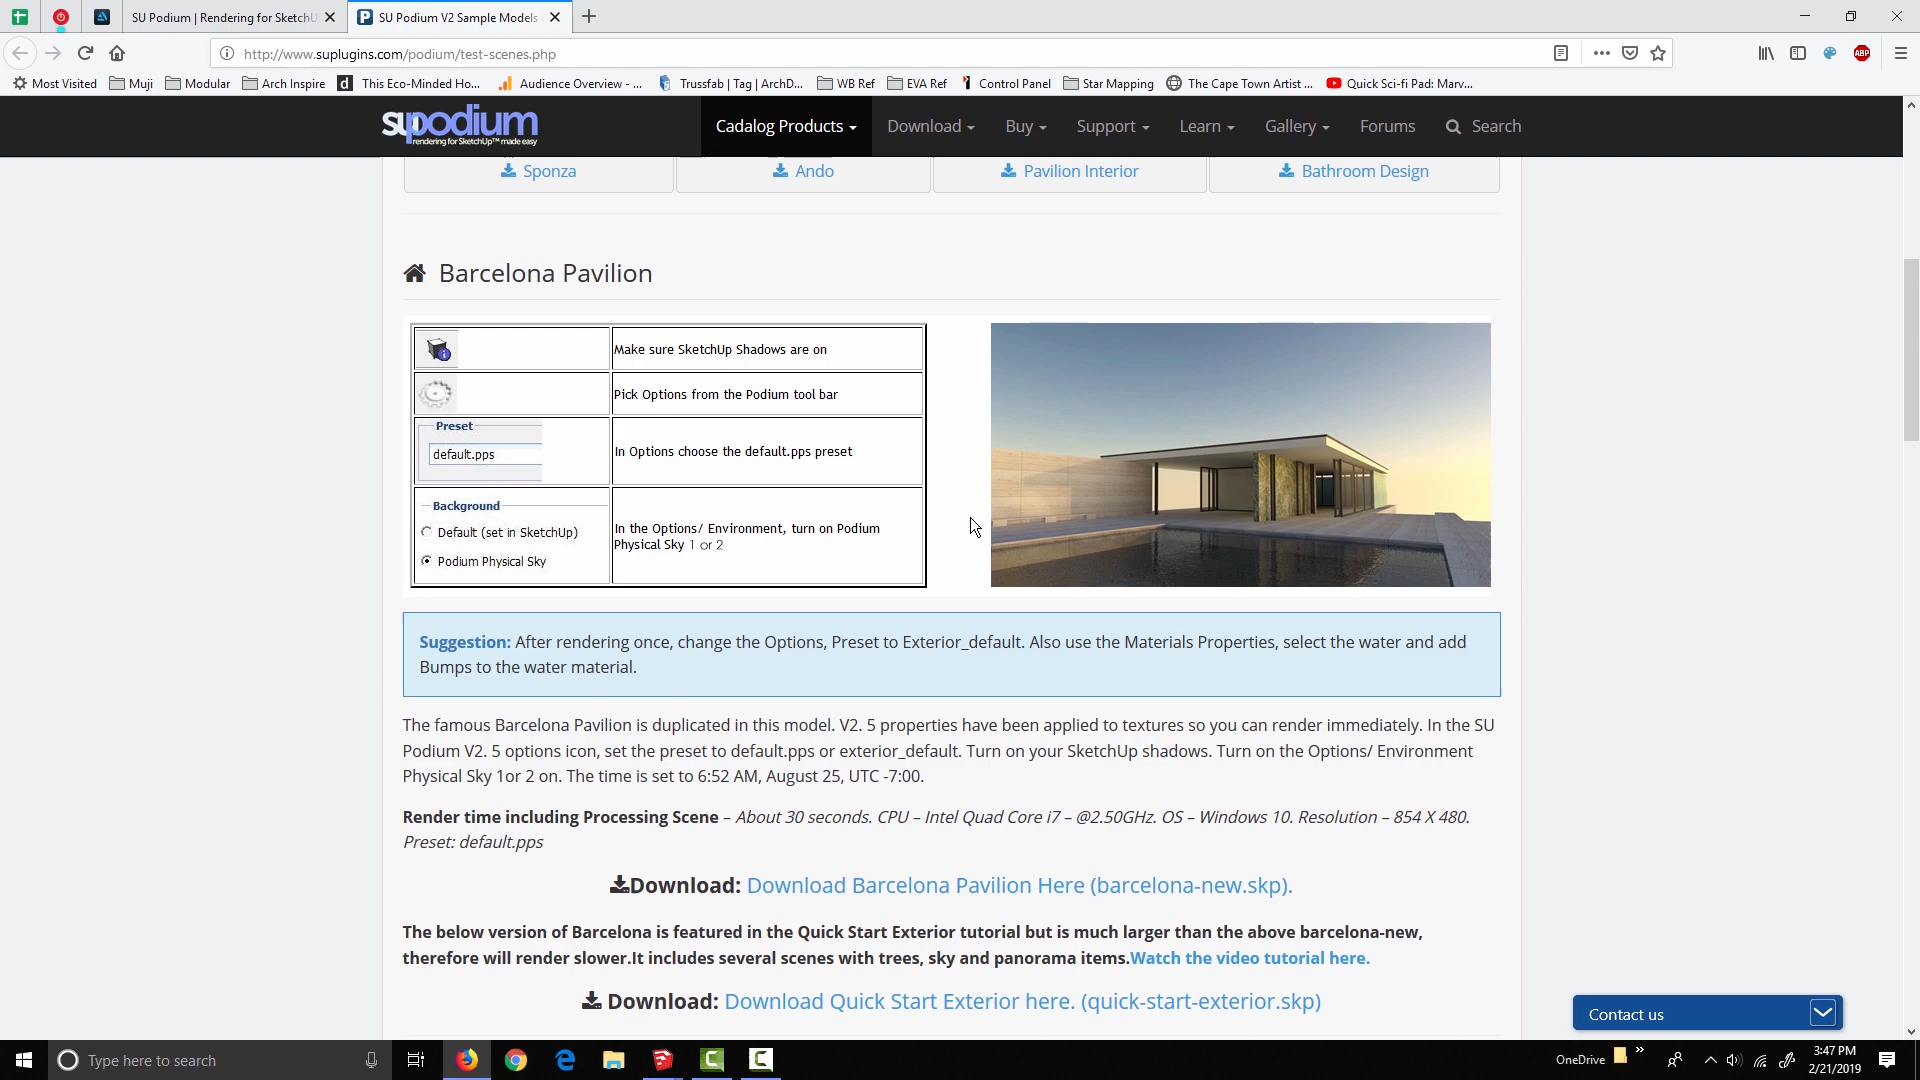 SU Podium | Rendering for SketchU
SU Podium V2 Sample Models
http://www.suplugins.com/podium/test-scenes.php
Most Visited
Muji
Modular
Arch Inspire
This Eco-Minded Ho...
Audience Overview - ...
Trussfab | Tag | ArchD...
WB Ref
EVA Ref
Control Panel
Star Mapping
The Cape Town Artist ...
Quick Sci-fi Pad: Marv...
ABP
supodium
rendering for SketchUp™ made easy
Cadalog Products
Download
Buy
Support
Learn
Gallery
Forums
Search
Sponza
Ando
Pavilion Interior
Bathroom Design
Barcelona Pavilion
Make sure SketchUp Shadows are on
Pick Options from the Podium tool bar
Preset
default.pps
In Options choose the default.pps preset
Background
Default (set in SketchUp)
Podium Physical Sky
In the Options/ Environment, turn on Podium
Physical Sky 1 or 2
Suggestion: After rendering once, change the Options, Preset to Exterior_default. Also use the Materials Properties, select the water and add
Bumps to the water material.
The famous Barcelona Pavilion is duplicated in this model. V2. 5 properties have been applied to textures so you can render immediately. In the SU
Podium V2. 5 options icon, set the preset to default.pps or exterior_default. Turn on your SketchUp shadows. Turn on the Options/ Environment
Physical Sky 1or 2 on. The time is set to 6:52 AM, August 25, UTC -7:00.
Render time including Processing Scene – About 30 seconds. CPU – Intel Quad Core i7 – @2.50GHz. OS – Windows 10. Resolution – 854 X 480.
Preset: default.pps
Download: Download Barcelona Pavilion Here (barcelona-new.skp).
The below version of Barcelona is featured in the Quick Start Exterior tutorial but is much larger than the above barcelona-new,
therefore will render slower.It includes several scenes with trees, sky and panorama items.Watch the video tutorial here.
Download: Download Quick Start Exterior here. (quick-start-exterior.skp)
Contact us
Type here to search
OneDrive
3:47 PM
2/21/2019